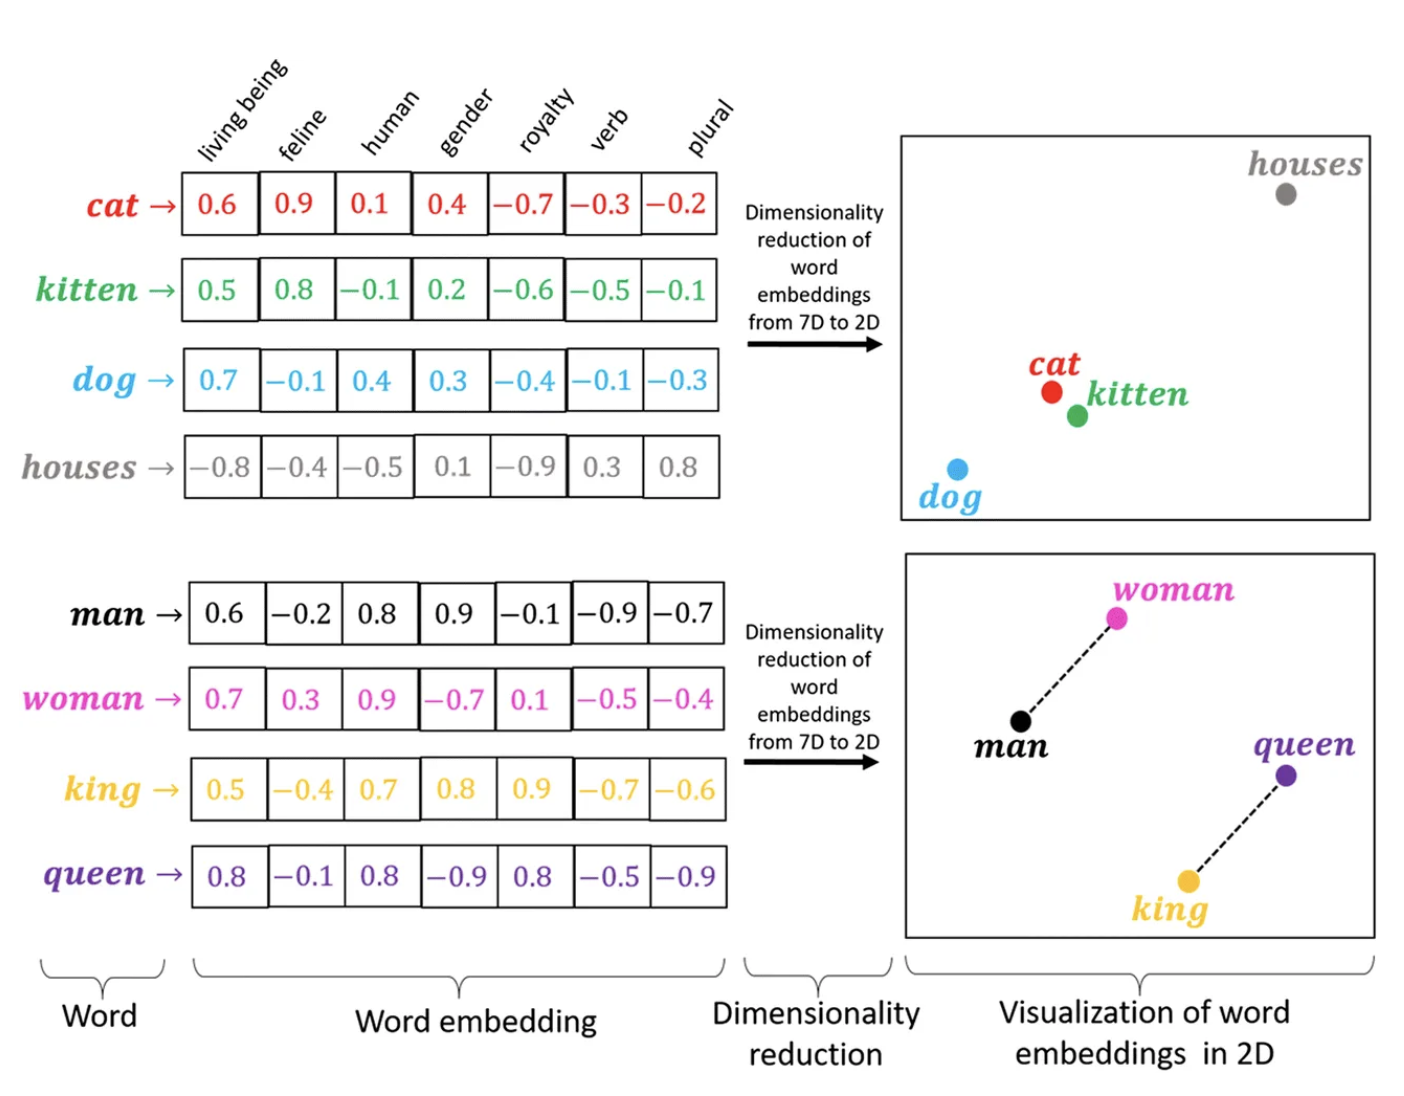 living being feline human gender royalty verb plural
cat → 0.6 0.9 0.1 0.4 −0.7 −0.3 −0.2
kitten → 0.5 0.8 −0.1 0.2 −0.6 −0.5 −0.1
dog → 0.7 −0.1 0.4 0.3 −0.4 −0.1 −0.3
houses → −0.8 −0.4 −0.5 0.1 −0.9 0.3 0.8
Dimensionality
reduction of
word
embeddings
from 7D to 2D
houses
cat
kitten
dog
man → 0.6 −0.2 0.8 0.9 −0.1 −0.9 −0.7
woman → 0.7 0.3 0.9 −0.7 0.1 −0.5 −0.4
king → 0.5 −0.4 0.7 0.8 0.9 −0.7 −0.6
queen → 0.8 −0.1 0.8 −0.9 0.8 −0.5 −0.9
Dimensionality
reduction of
word
embeddings
from 7D to 2D
woman
man
queen
king
Word
Word embedding
Dimensionality
reduction
Visualization of word
embeddings in 2D